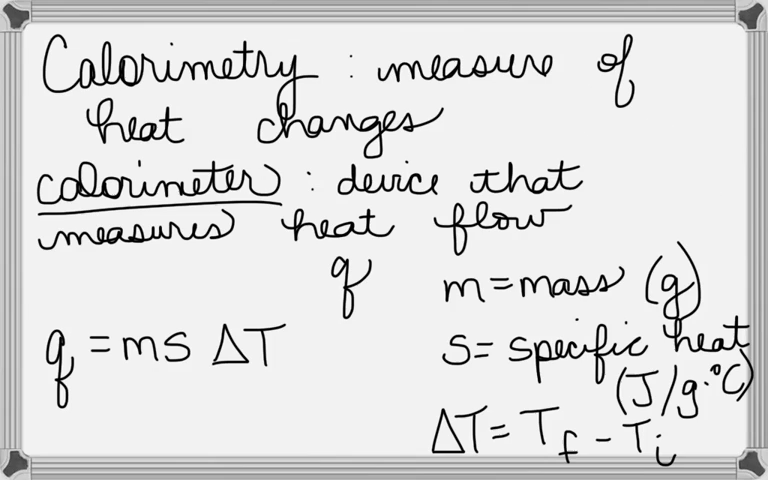 Calorimetry : measure of
heat changes
calorimeter : device that
measures heat flow
q
m = mass (g)
q = ms ΔT
s = specific heat
(J/g·°C)
ΔT = Tf - Ti